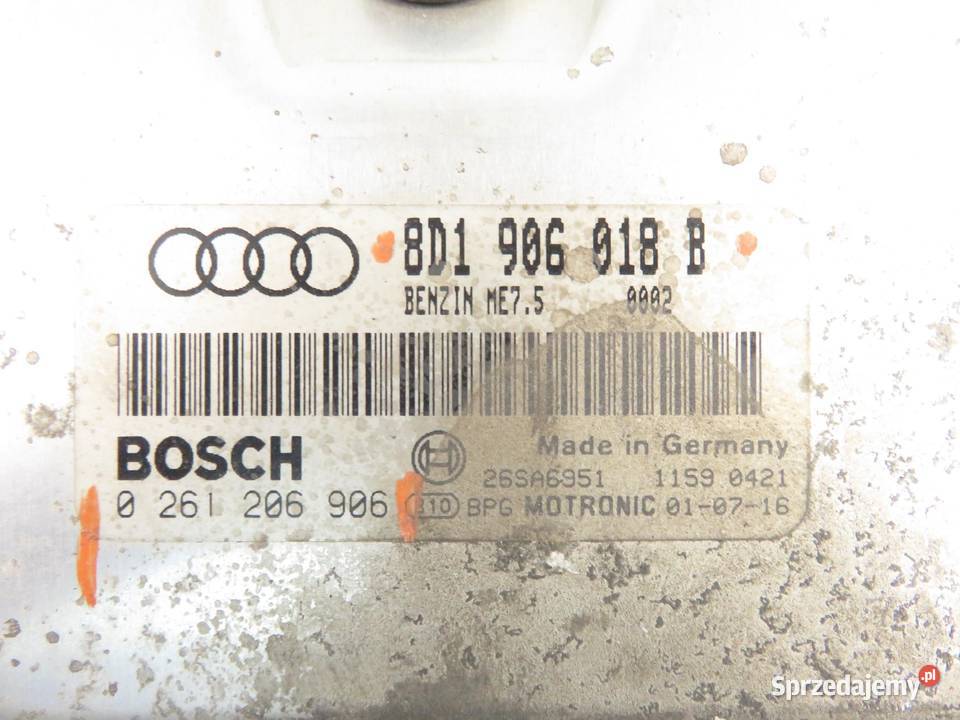 8D1 906 018 B
BENZIN ME7.5 0002
BOSCH Made in Germany
26SA6951 1159 0421
0 261 206 906 310 BPG MOTRONIC 01-07-16
Sprzedajemy.pl